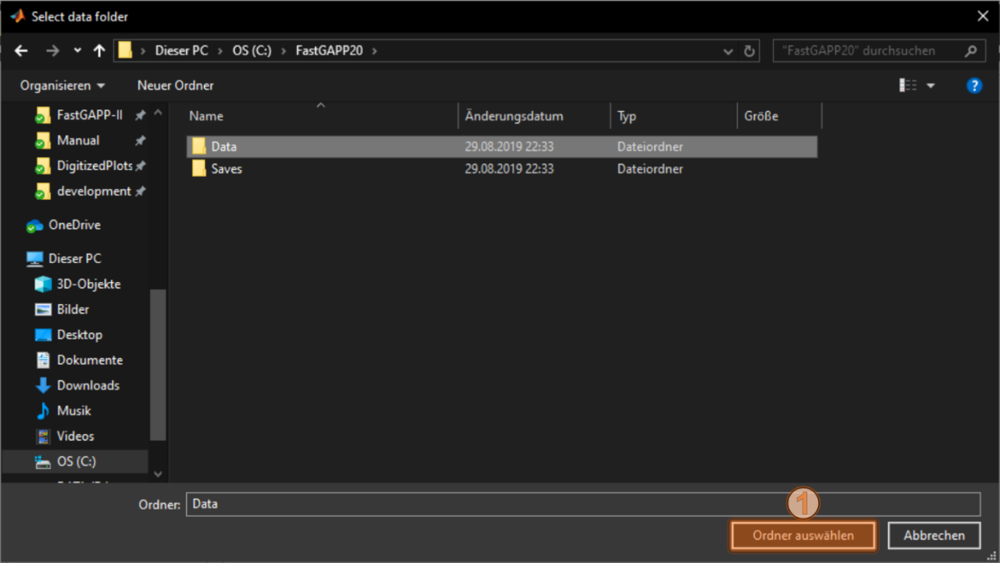 Select data folder
Dieser PC › OS (C:) › FastGAPP20 ›
"FastGAPP20" durchsuchen
Organisieren
Neuer Ordner
FastGAPP-II
Manual
DigitizedPlots
development
OneDrive
Dieser PC
3D-Objekte
Bilder
Desktop
Dokumente
Downloads
Musik
Videos
OS (C:)
Name Änderungsdatum Typ Größe
Data 29.08.2019 22:33 Dateiordner
Saves 29.08.2019 22:33 Dateiordner
Ordner: Data
1
Ordner auswählen
Abbrechen